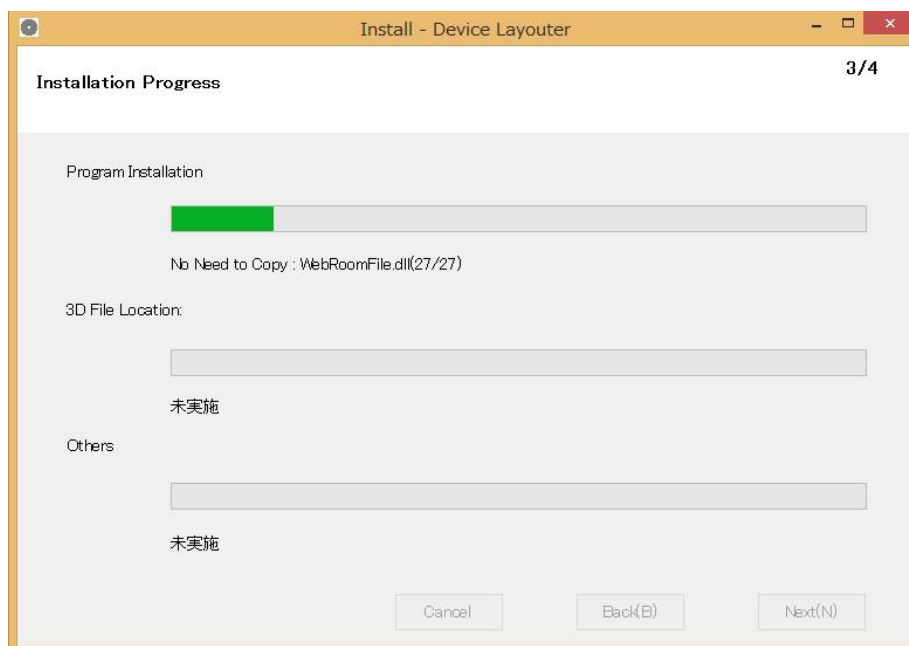 Install - Device Layouter
Installation Progress
3/4
Program Installation
No Need to Copy : WebRoomFile.dll(27/27)
3D File Location:
未実施
Others
未実施
Cancel
Back(B)
Next(N)